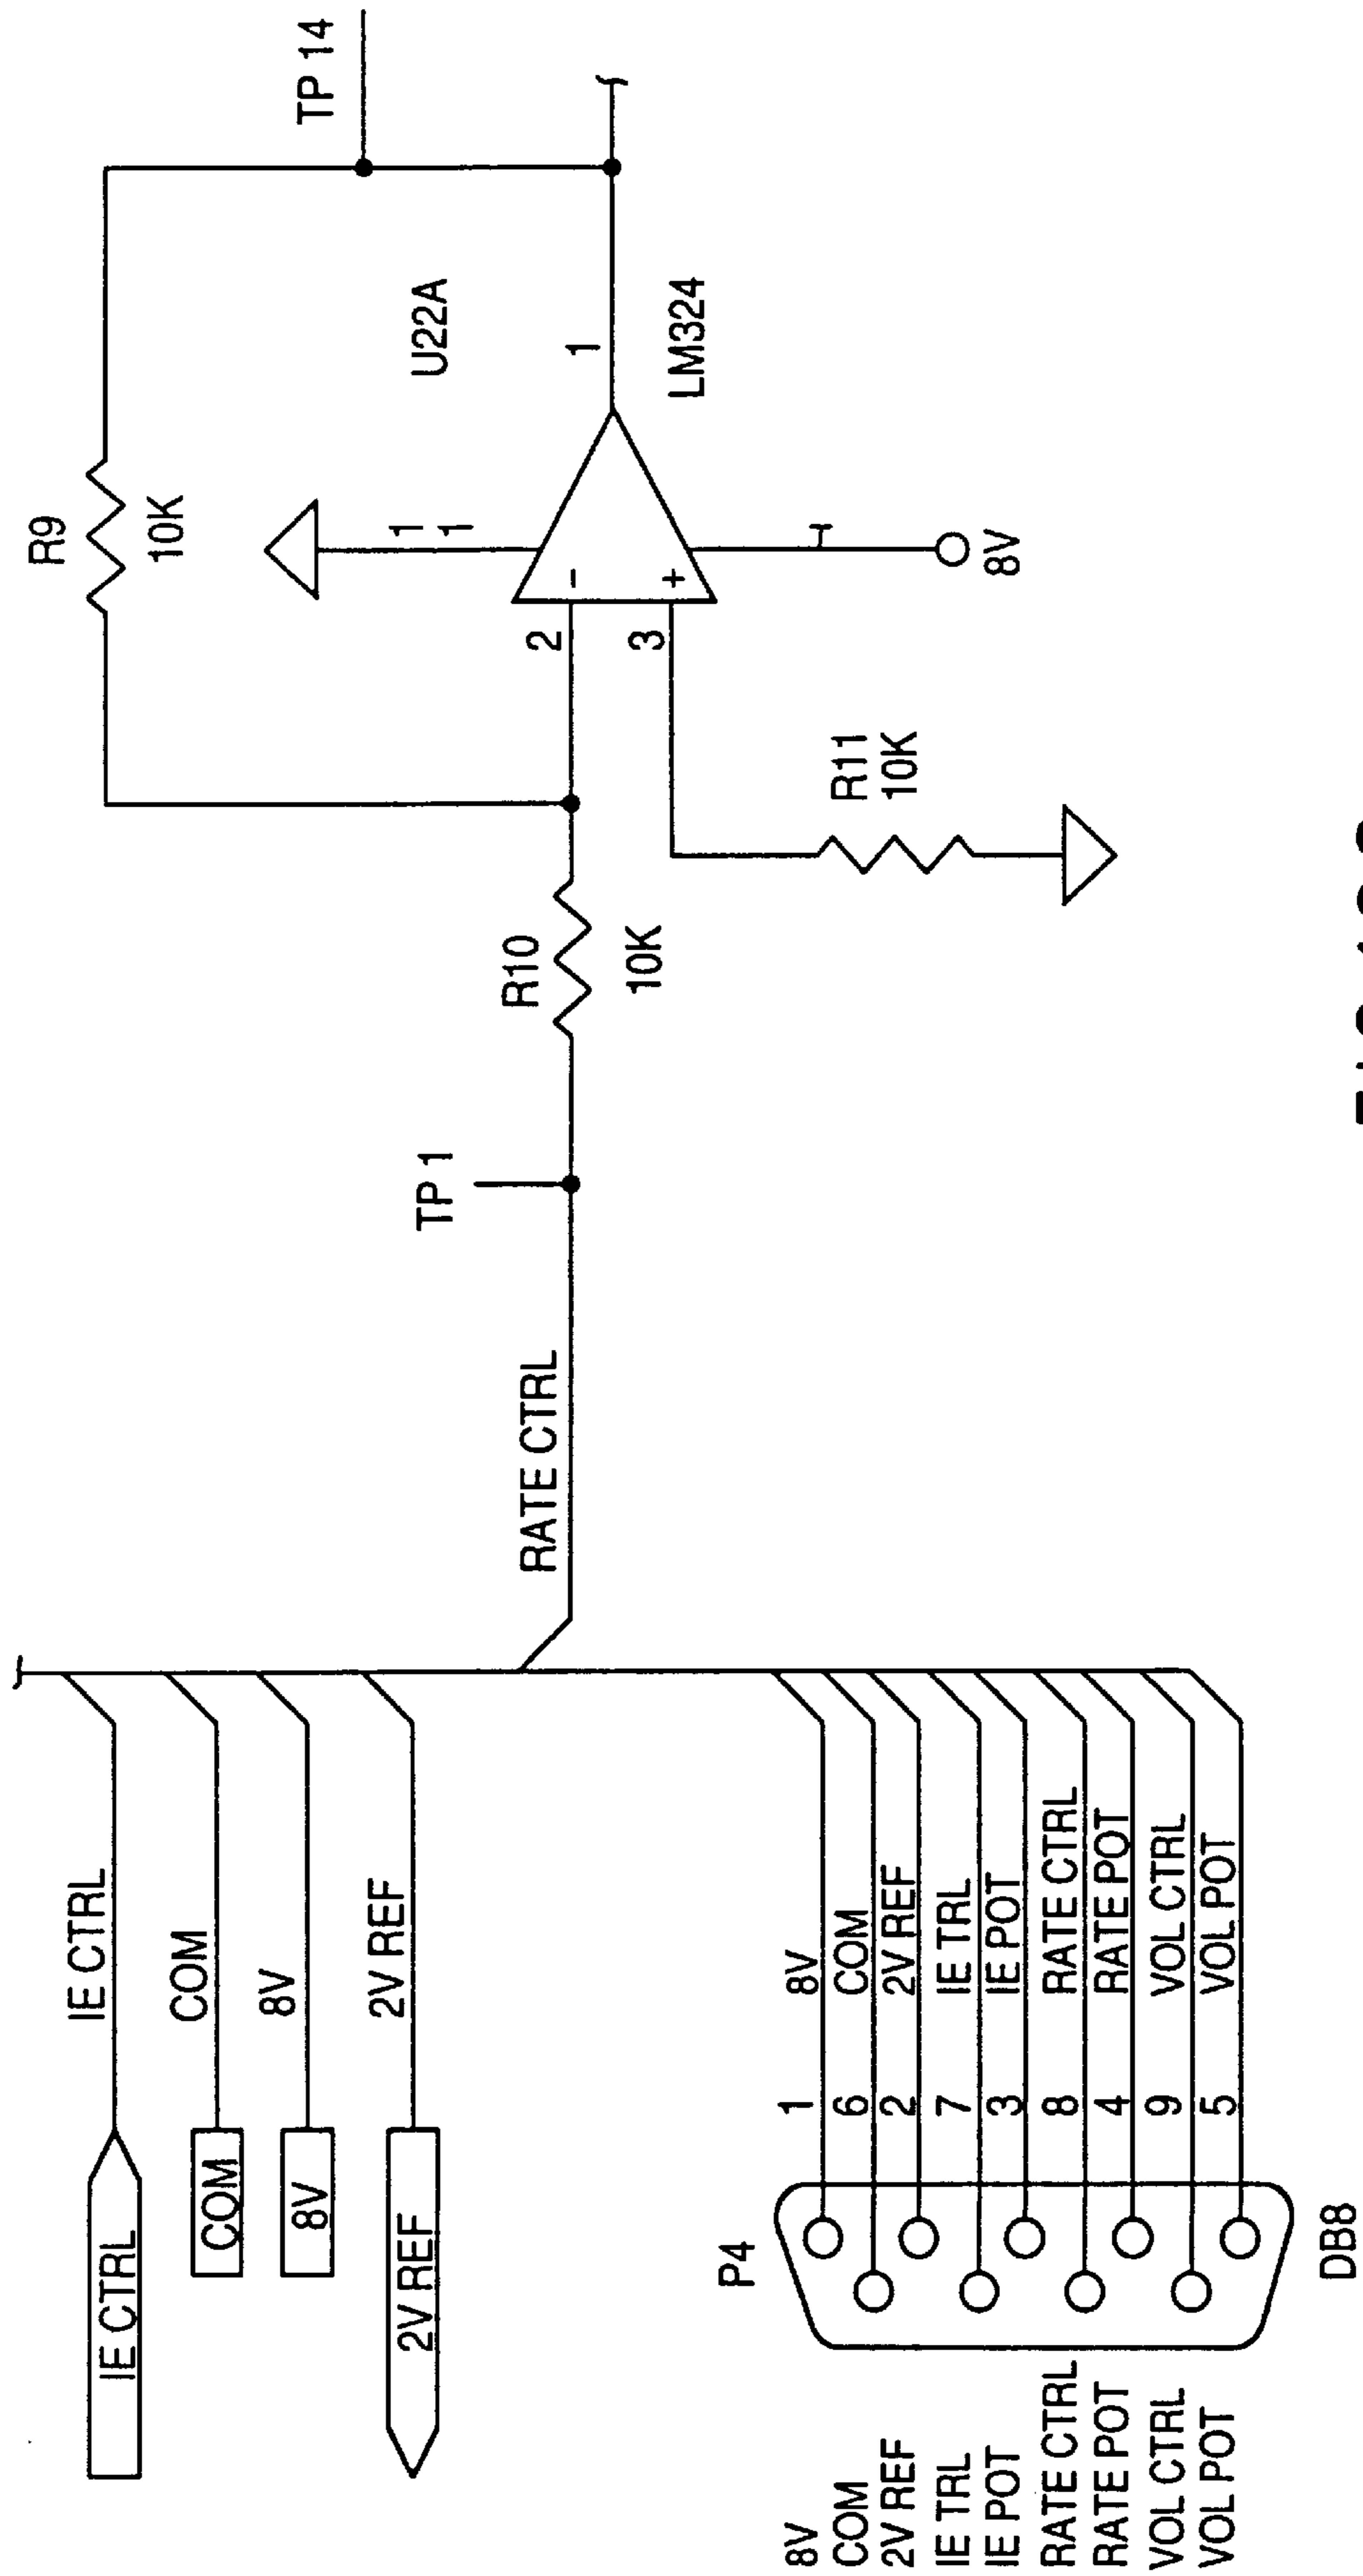 IE CTRL
IE CTRL
COM
COM
8V
8V
2V REF
2V REF
RATE CTRL
TP 1
R10
10K
R9
10K
2
3
-
+
1 1
U22A
1
LM324
TP 14
8V
R11
10K
P4
8V
1
8V
COM
6
COM
2V REF
2
2V REF
IE TRL
7
IE TRL
IE POT
3
IE POT
RATE CTRL
8
RATE CTRL
RATE POT
4
RATE POT
VOL CTRL
9
VOL CTRL
VOL POT
5
VOL POT
DB8